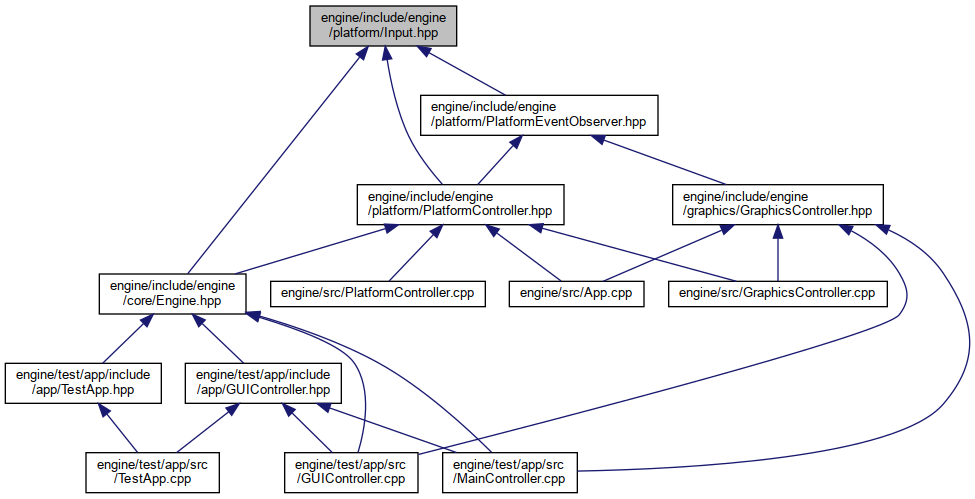 engine/include/engine
/platform/Input.hpp
engine/include/engine
/platform/PlatformEventObserver.hpp
engine/include/engine
/platform/PlatformController.hpp
engine/include/engine
/graphics/GraphicsController.hpp
engine/include/engine
/core/Engine.hpp
engine/src/PlatformController.cpp
engine/src/App.cpp
engine/src/GraphicsController.cpp
engine/test/app/include
/app/TestApp.hpp
engine/test/app/include
/app/GUIController.hpp
engine/test/app/src
/TestApp.cpp
engine/test/app/src
/GUIController.cpp
engine/test/app/src
/MainController.cpp